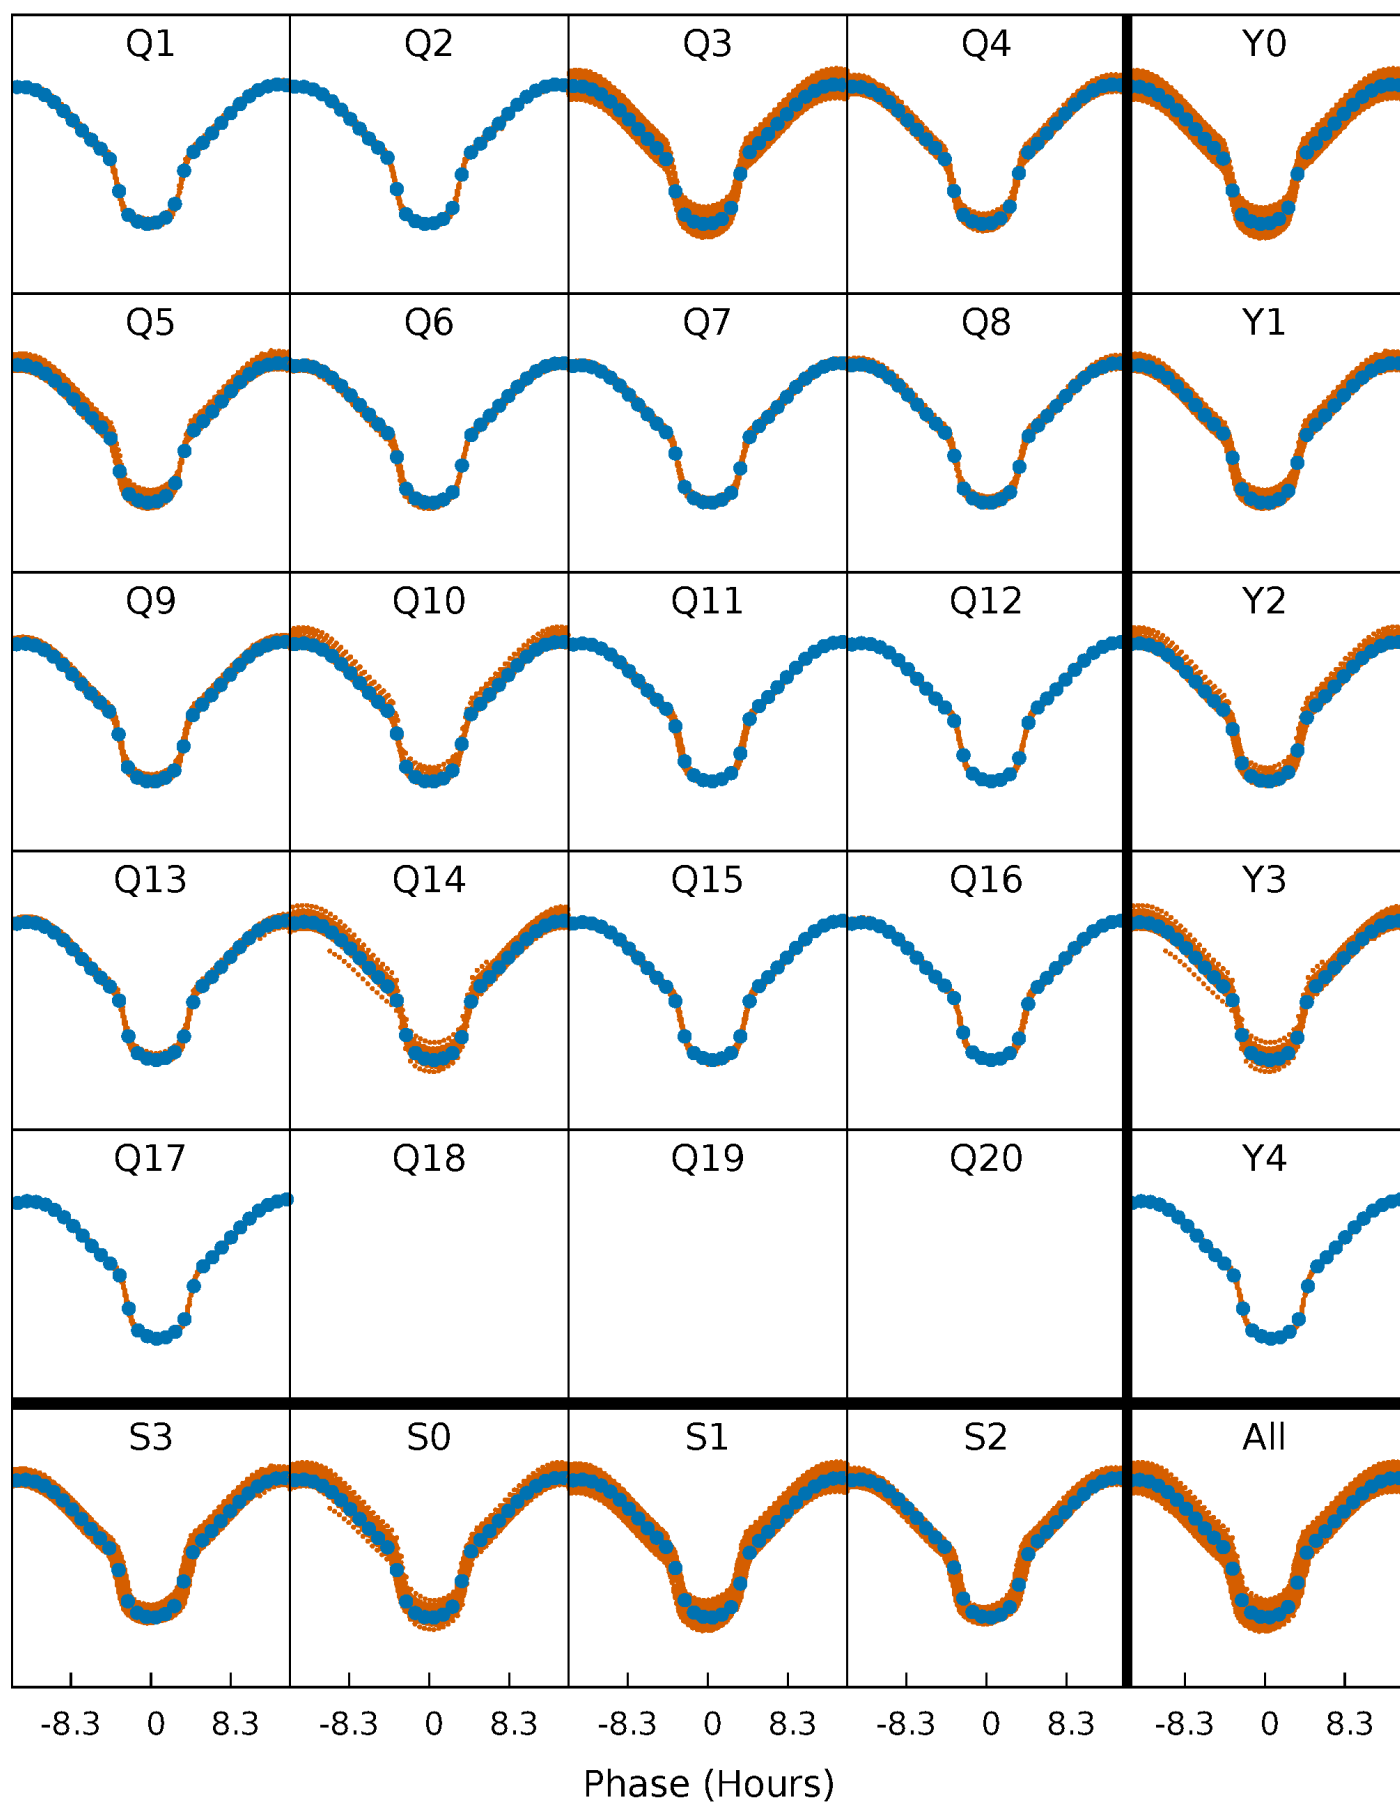 Q1 Q2 Q3 Q4 Y0
Q5 Q6 Q7 Q8 Y1
Q9 Q10 Q11 Q12 Y2
Q13 Q14 Q15 Q16 Y3
Q17 Q18 Q19 Q20 Y4
S3 S0 S1 S2 All
-8.3 0 8.3 -8.3 0 8.3 -8.3 0 8.3 -8.3 0 8.3 -8.3 0 8.3
Phase (Hours)